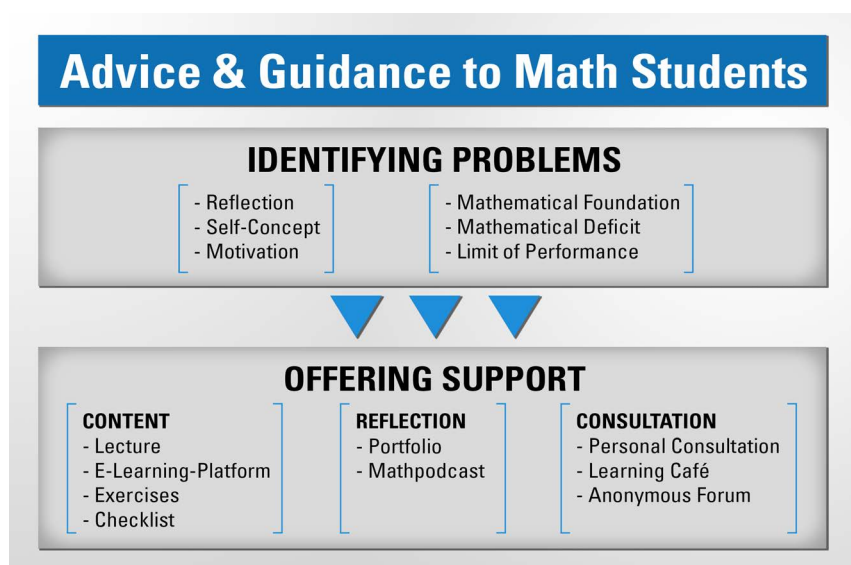 Advice & Guidance to Math Students
IDENTIFYING PROBLEMS
- Reflection
- Self-Concept
- Motivation
- Mathematical Foundation
- Mathematical Deficit
- Limit of Performance
OFFERING SUPPORT
CONTENT
- Lecture
- E-Learning-Platform
- Exercises
- Checklist
REFLECTION
- Portfolio
- Mathpodcast
CONSULTATION
- Personal Consultation
- Learning Café
- Anonymous Forum